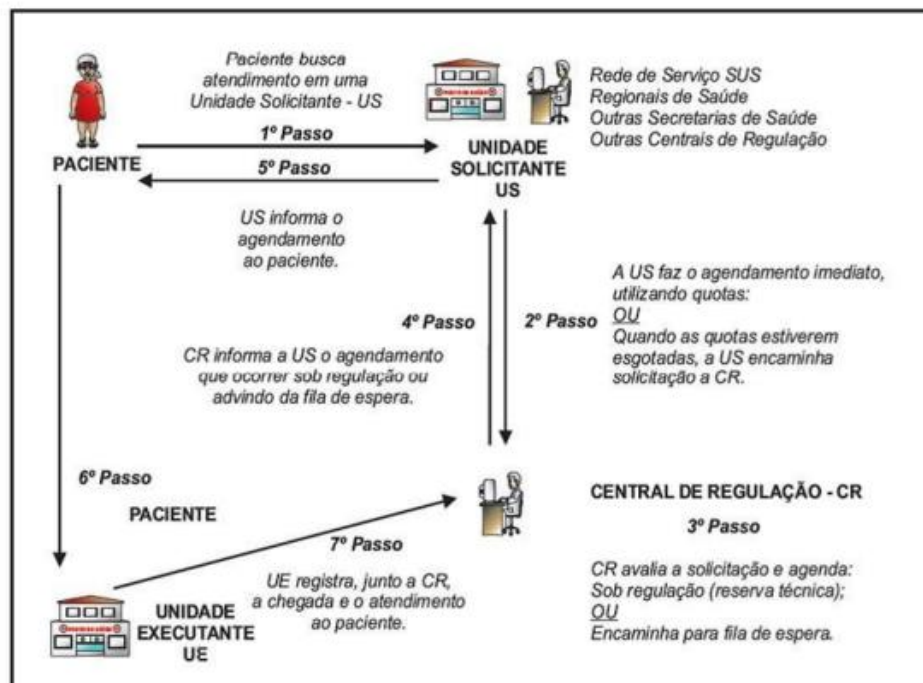 Paciente busca
atendimento em uma
Unidade Solicitante - US
1º Passo
PACIENTE
5º Passo
UNIDADE
SOLICITANTE
US
Rede de Serviço SUS
Regionais de Saúde
Outras Secretarias de Saúde
Outras Centrais de Regulação
US informa o
agendamento
ao paciente.
4º Passo
2º Passo
A US faz o agendamento imediato,
utilizando quotas:
OU
Quando as quotas estiverem
esgotadas, a US encaminha
solicitação a CR.
CR informa a US o agendamento
que ocorrer sob regulação ou
advindo da fila de espera.
6º Passo
PACIENTE
7º Passo
UE registra, junto a CR,
a chegada e o atendimento
ao paciente.
UNIDADE
EXECUTANTE
UE
CENTRAL DE REGULAÇÃO - CR
3º Passo
CR avalia a solicitação e agenda:
Sob regulação (reserva técnica);
OU
Encaminha para fila de espera.